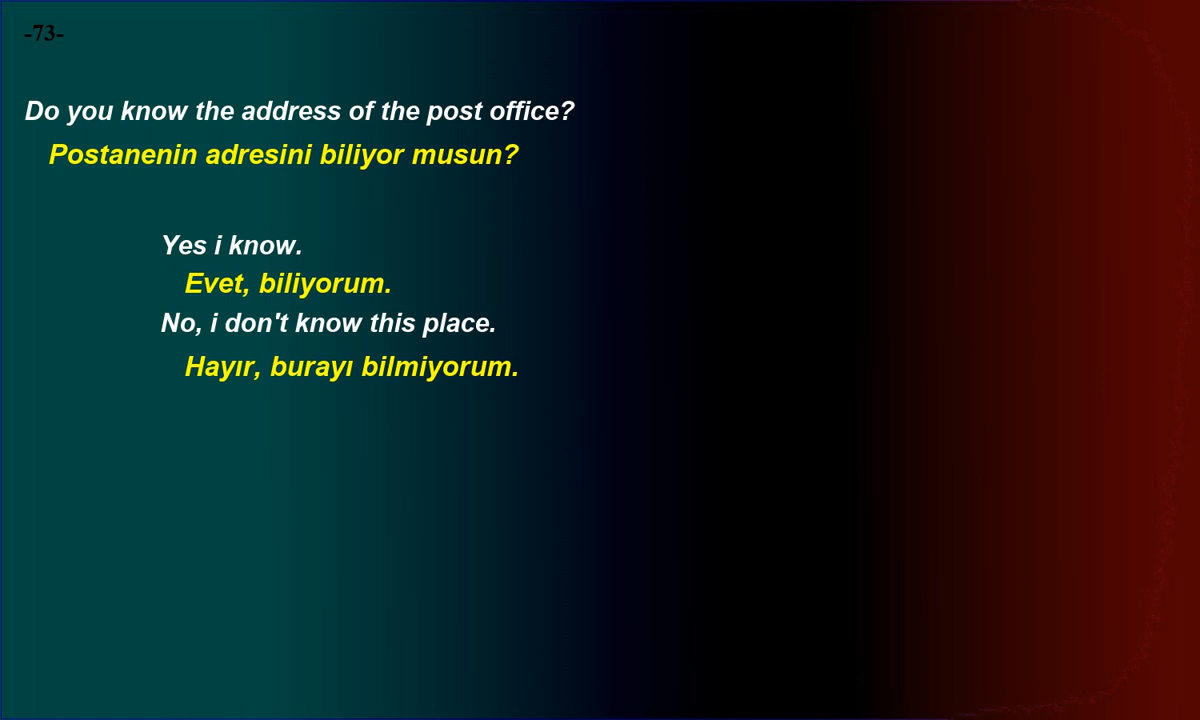 -73-
Do you know the address of the post office?
Postanenin adresini biliyor musun?
Yes i know.
Evet, biliyorum.
No, i don't know this place.
Hayır, burayı bilmiyorum.